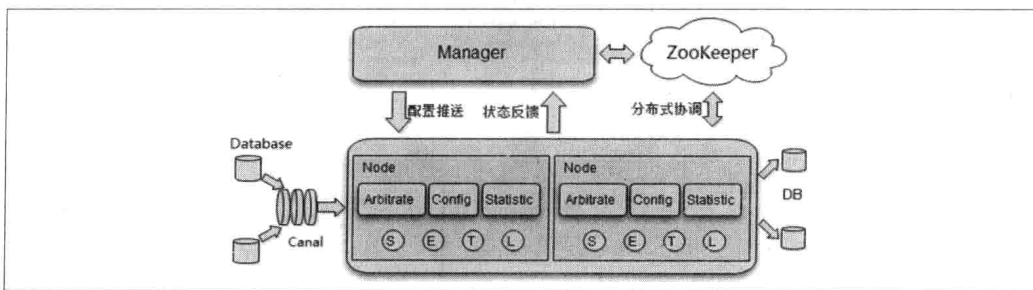 Manager
ZooKeeper
配置推送
状态反馈
分布式协调
Database
Canal
Node
Arbitrate
Config
Statistic
S
E
T
L
Node
Arbitrate
Config
Statistic
S
E
T
L
DB